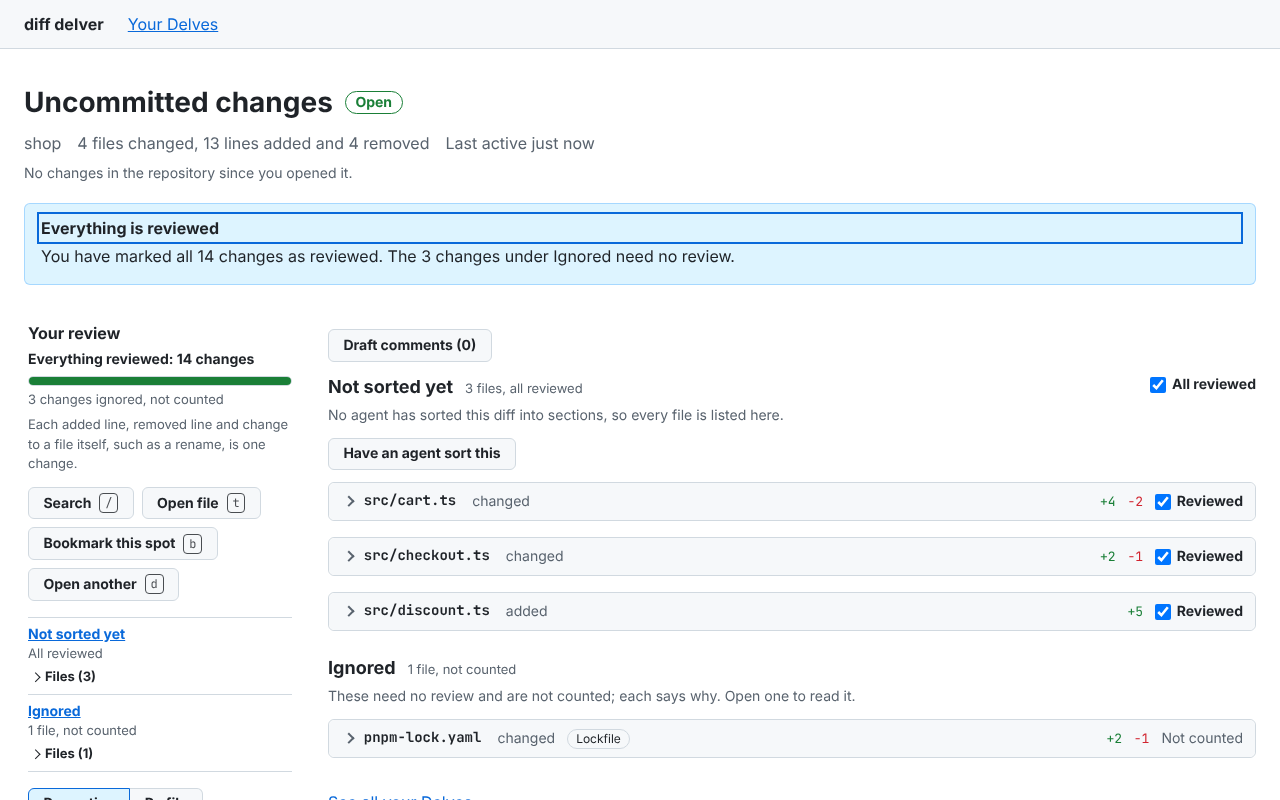 diff delver Your Delves
Uncommitted changes Open
shop 4 files changed, 13 lines added and 4 removed Last active just now
No changes in the repository since you opened it.
Everything is reviewed
You have marked all 14 changes as reviewed. The 3 changes under Ignored need no review.
Your review
Everything reviewed: 14 changes
3 changes ignored, not counted
Each added line, removed line and change
to a file itself, such as a rename, is one
change.
Search /
Open file t
Bookmark this spot b
Open another d
Not sorted yet
All reviewed
Files (3)
Ignored
1 file, not counted
Files (1)
Draft comments (0)
Not sorted yet 3 files, all reviewed All reviewed
No agent has sorted this diff into sections, so every file is listed here.
Have an agent sort this
src/cart.ts changed +4 -2 Reviewed
src/checkout.ts changed +2 -1 Reviewed
src/discount.ts added +5 Reviewed
Ignored 1 file, not counted
These need no review and are not counted; each says why. Open one to read it.
pnpm-lock.yaml changed Lockfile +2 -1 Not counted
See all your Delves